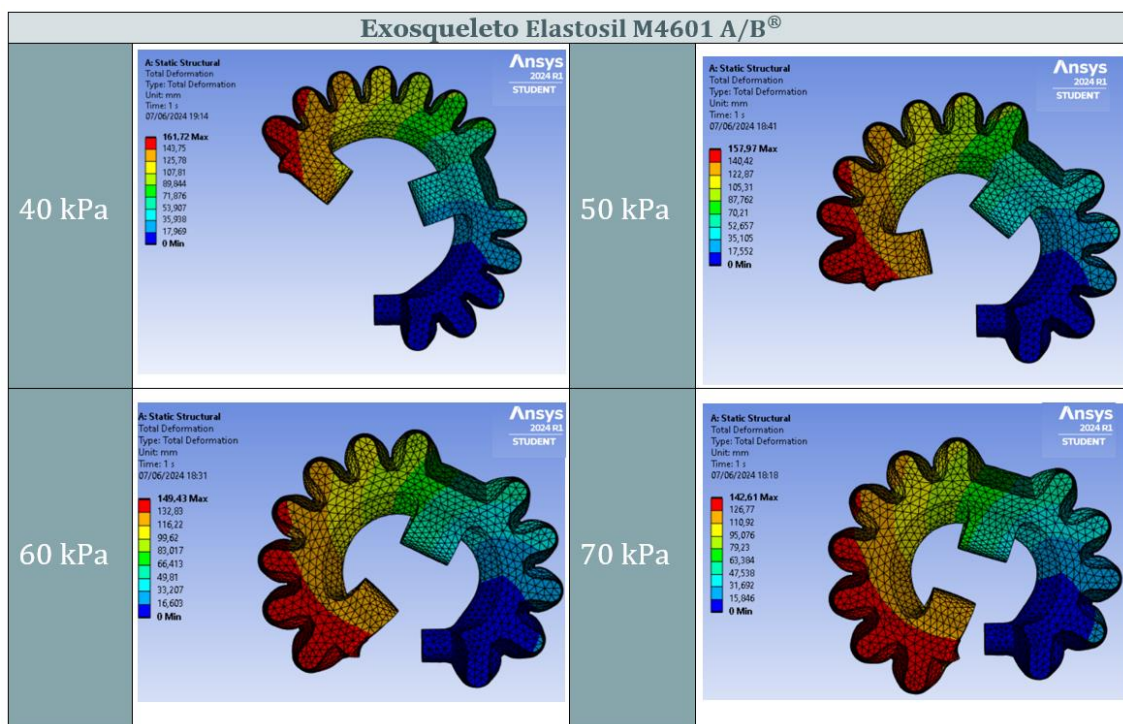 Exosqueleto Elastosil M4601 A/B®
40 kPa
A: Static Structural
Total Deformation
Type: Total Deformation
Unit: mm
Time: 1 s
07/06/2024 19:14
161,72 Max
143,75
125,78
107,81
89,844
71,876
53,907
35,938
17,969
0 Min
Ansys
2024 R1
STUDENT
50 kPa
A: Static Structural
Total Deformation
Type: Total Deformation
Unit: mm
Time: 1 s
07/06/2024 18:41
157,97 Max
140,42
122,87
105,31
87,762
70,21
52,657
35,105
17,552
0 Min
Ansys
2024 R1
STUDENT
60 kPa
A: Static Structural
Total Deformation
Type: Total Deformation
Unit: mm
Time: 1 s
07/06/2024 18:31
149,43 Max
132,83
116,22
99,62
83,017
66,413
49,81
33,207
16,603
0 Min
Ansys
2024 R1
STUDENT
70 kPa
A: Static Structural
Total Deformation
Type: Total Deformation
Unit: mm
Time: 1 s
07/06/2024 18:18
142,61 Max
126,77
110,92
95,076
79,23
63,384
47,538
31,692
15,846
0 Min
Ansys
2024 R1
STUDENT